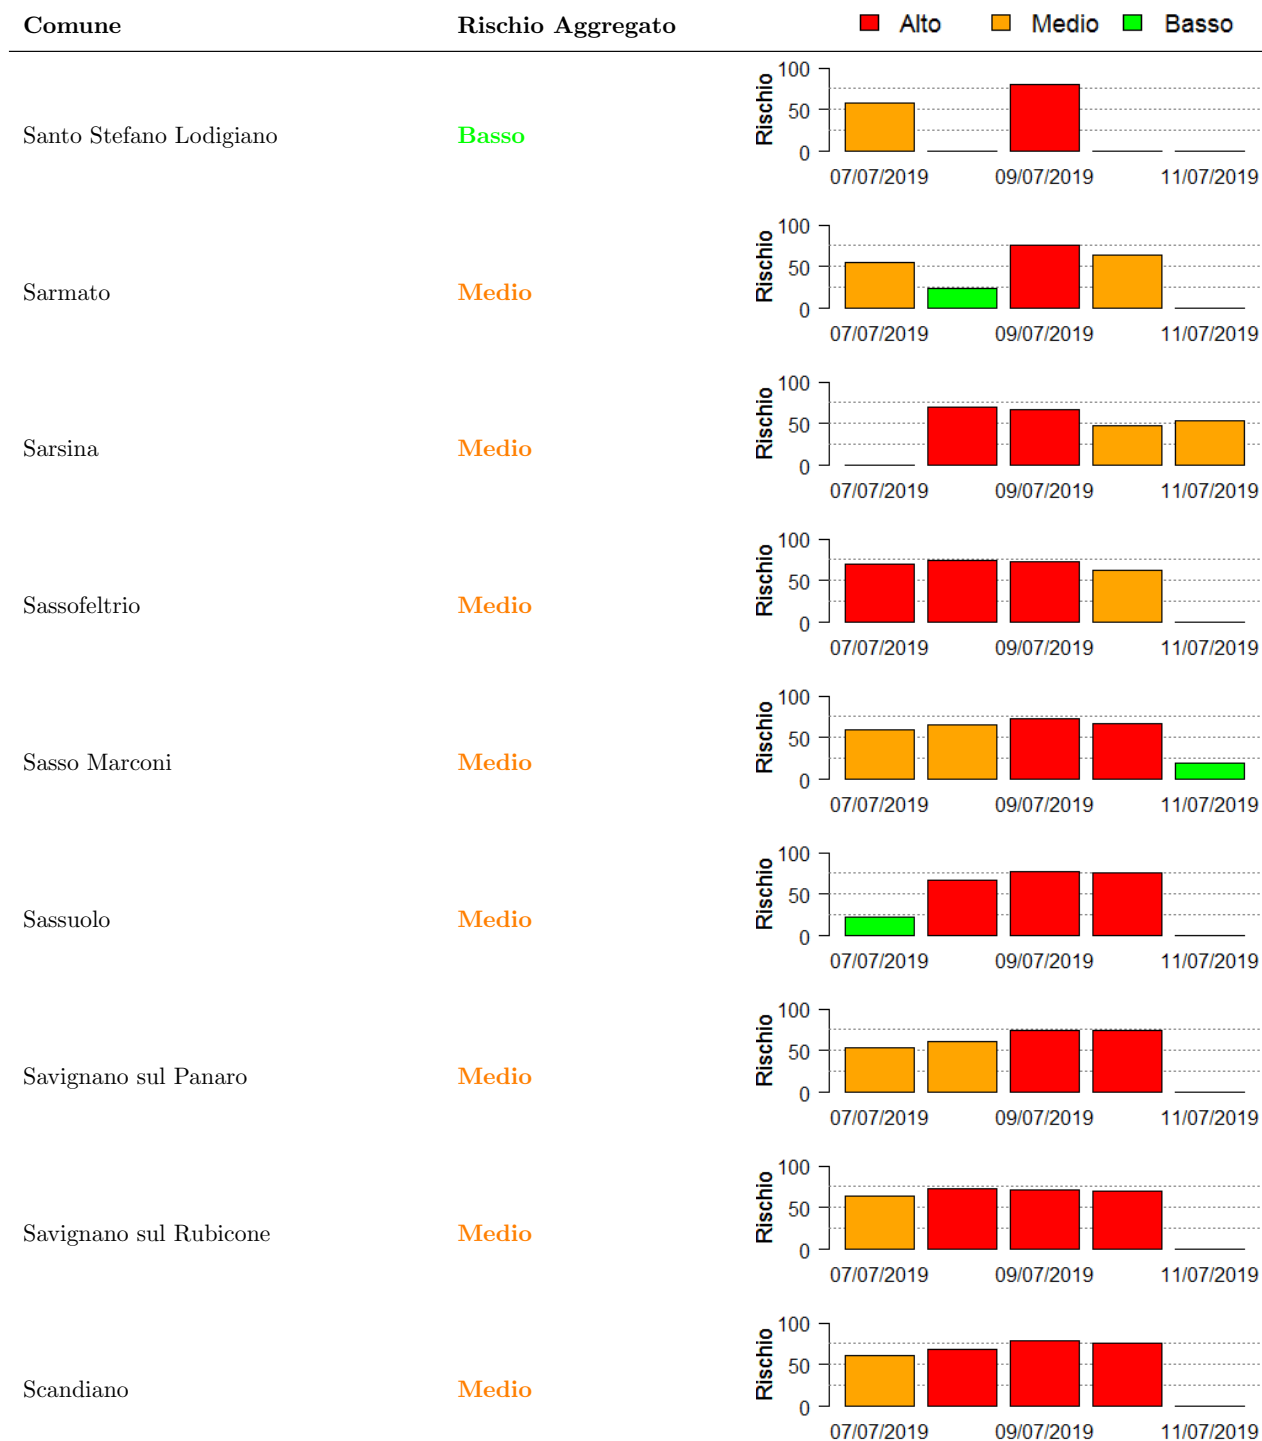 Comune Rischio Aggregato Alto Medio Basso
Santo Stefano Lodigiano Basso
Rischio
100
50
0
07/07/2019 09/07/2019 11/07/2019
Sarmato Medio
Rischio
100
50
0
07/07/2019 09/07/2019 11/07/2019
Sarsina Medio
Rischio
100
50
0
07/07/2019 09/07/2019 11/07/2019
Sassofeltrio Medio
Rischio
100
50
0
07/07/2019 09/07/2019 11/07/2019
Sasso Marconi Medio
Rischio
100
50
0
07/07/2019 09/07/2019 11/07/2019
Sassuolo Medio
Rischio
100
50
0
07/07/2019 09/07/2019 11/07/2019
Savignano sul Panaro Medio
Rischio
100
50
0
07/07/2019 09/07/2019 11/07/2019
Savignano sul Rubicone Medio
Rischio
100
50
0
07/07/2019 09/07/2019 11/07/2019
Scandiano Medio
Rischio
100
50
0
07/07/2019 09/07/2019 11/07/2019